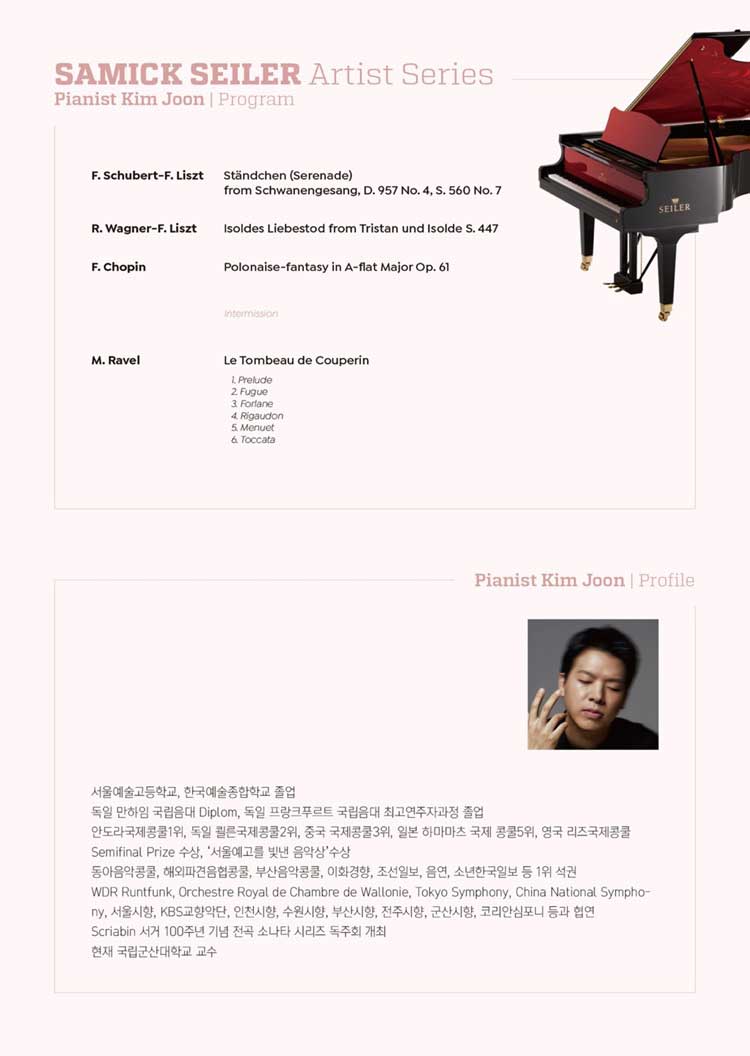 SAMICK SEILER Artist Series
Pianist Kim Joon | Program
F. Schubert-F. Liszt Ständchen (Serenade)
from Schwanengesang, D. 957 No. 4, S. 560 No. 7
R. Wagner-F. Liszt Isoldes Liebestod from Tristan und Isolde S. 447
F. Chopin Polonaise-fantasy in A-flat Major Op. 61
Intermission
M. Ravel Le Tombeau de Couperin
1. Prelude
2. Fugue
3. Forlane
4. Rigaudon
5. Menuet
6. Toccata
SEILER
Pianist Kim Joon | Profile
서울예술고등학교, 한국예술종합학교 졸업
독일 만하임 국립음대 Diplom, 독일 프랑크푸르트 국립음대 최고연주자과정 졸업
안도라국제콩쿨1위, 독일 쾰른국제콩쿨2위, 중국 국제콩쿨3위, 일본 하마마츠 국제 콩쿨5위, 영국 리즈국제콩쿨
Semifinal Prize 수상, ‘서울예고를 빛낸 음악상’수상
동아음악콩쿨, 해외파견음협콩쿨, 부산음악콩쿨, 이화경향, 조선일보, 음연, 소년한국일보 등 1위 석권
WDR Runtfunk, Orchestre Royal de Chambre de Wallonie, Tokyo Symphony, China National Sympho-
ny, 서울시향, KBS교향악단, 인천시향, 수원시향, 부산시향, 전주시향, 군산시향, 코리안심포니 등과 협연
Scriabin 서거 100주년 기념 전곡 소나타 시리즈 독주회 개최
현재 국립군산대학교 교수